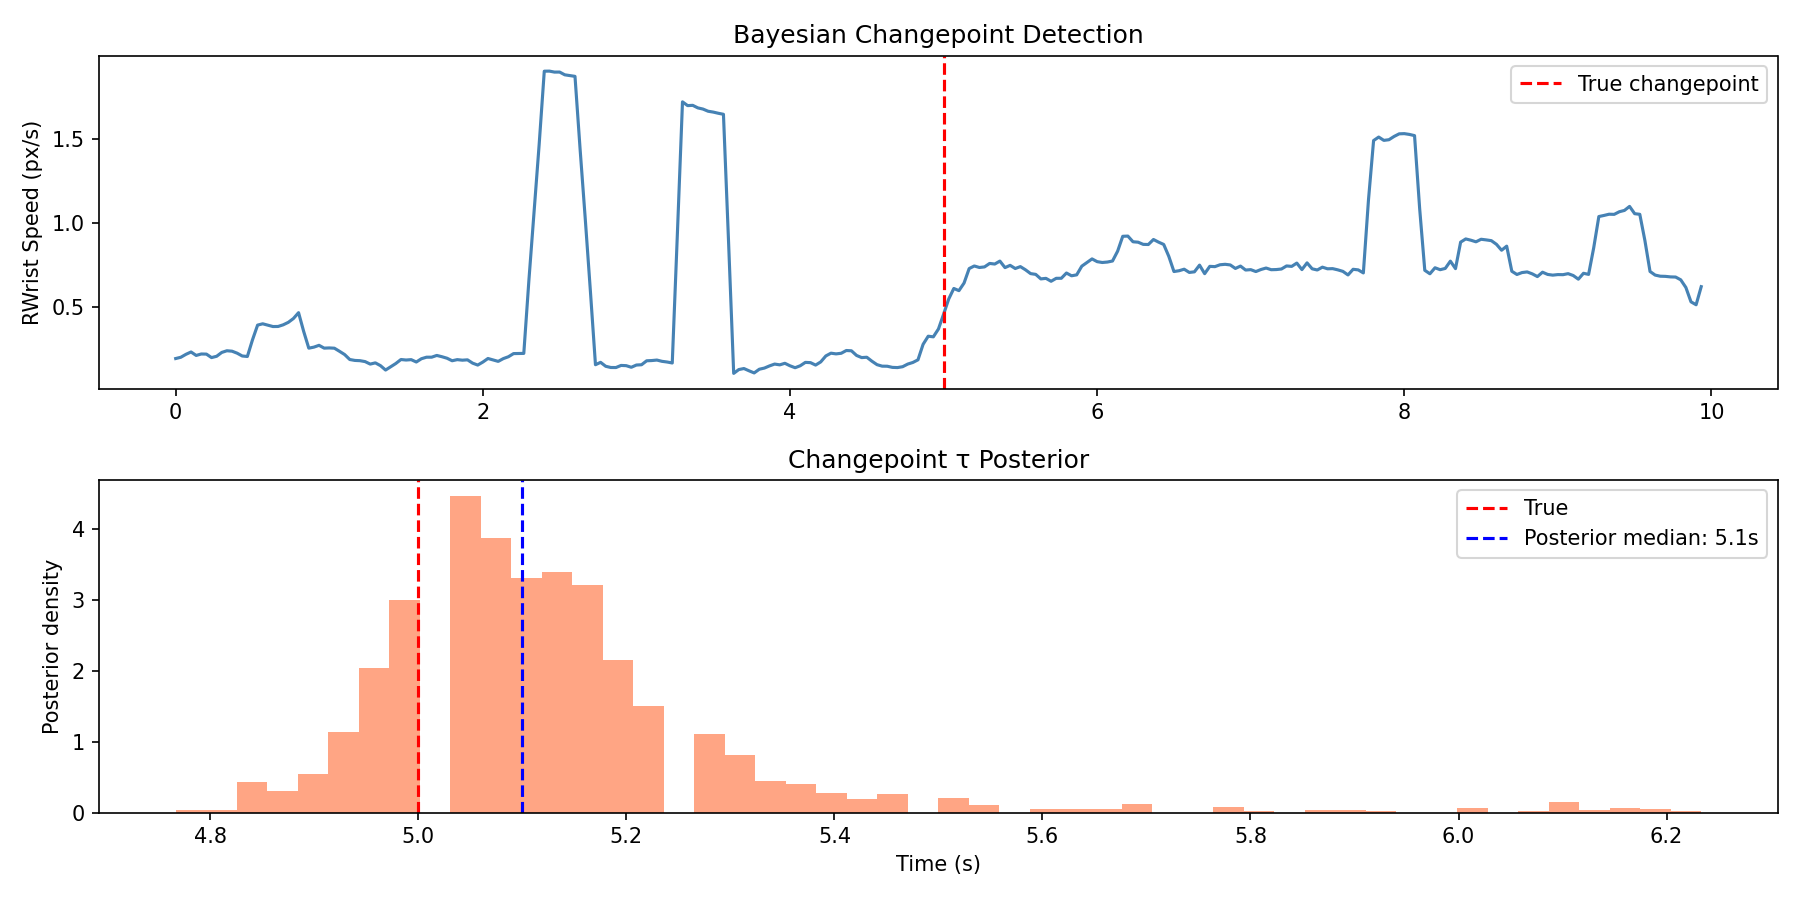 Bayesian Changepoint Detection
True changepoint
RWrist Speed (px/s)
1.5
1.0
0.5
0 2 4 6 8 10
Changepoint τ Posterior
True
Posterior median: 5.1s
Posterior density
4
3
2
1
0
4.8 5.0 5.2 5.4 5.6 5.8 6.0 6.2
Time (s)